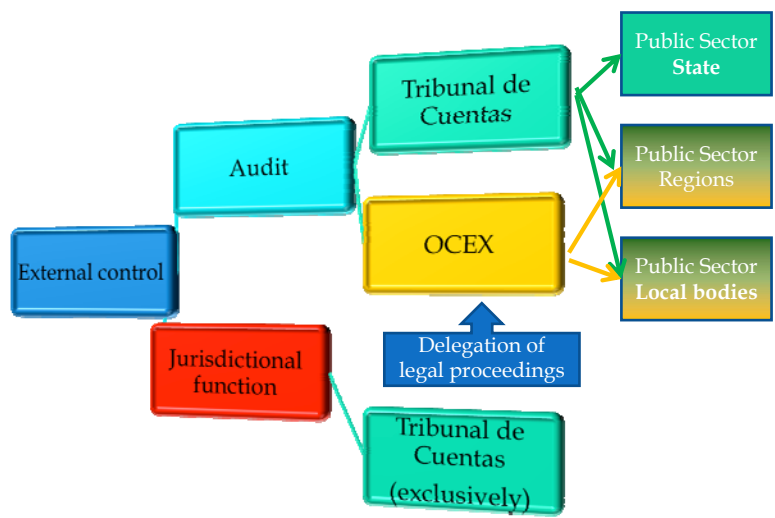 External control
Audit
Jurisdictional
function
Tribunal de
Cuentas
OCEX
Delegation of
legal proceedings
Tribunal de
Cuentas
(exclusively)
Public Sector
State
Public Sector
Regions
Public Sector
Local bodies